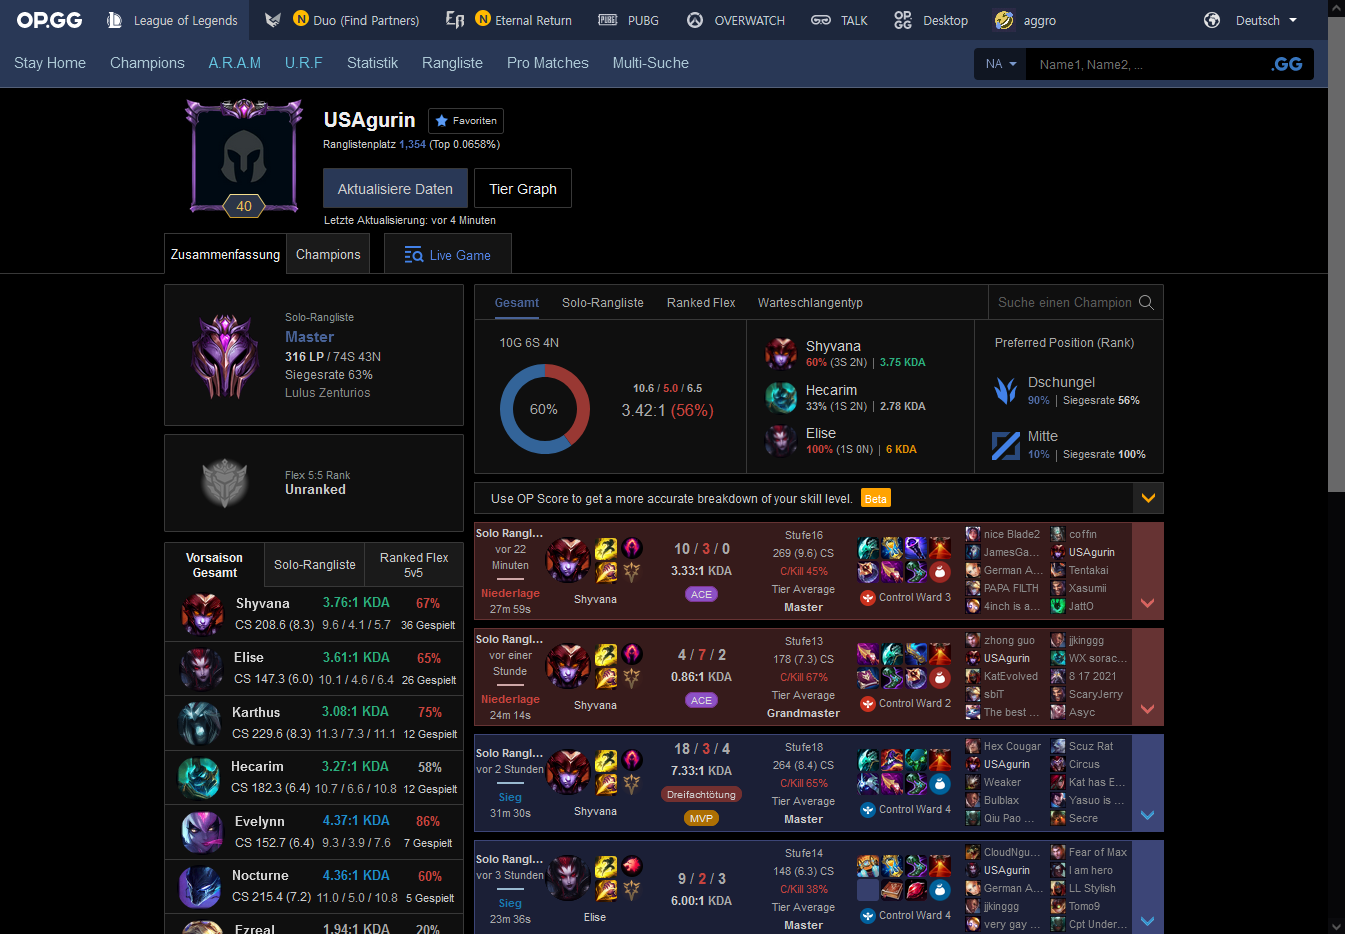 OP.GG League of Legends N Duo (Find Partners) N Eternal Return PUBG OVERWATCH TALK Desktop aggro Deutsch
Stay Home Champions A.R.A.M U.R.F Statistik Rangliste Pro Matches Multi-Suche NA Name1, Name2, ... .GG
40
USAgurin Favoriten
Ranglistenplatz 1,354 (Top 0.0658%)
Aktualisiere Daten Tier Graph
Letzte Aktualisierung: vor 4 Minuten
Zusammenfassung Champions Live Game
Solo-Rangliste
Master
316 LP / 74S 43N
Siegesrate 63%
Lulus Zenturios
Flex 5:5 Rank
Unranked
Vorsaison Gesamt Solo-Rangliste Ranked Flex 5v5
Shyvana 3.76:1 KDA 67%
CS 208.6 (8.3) 9.6 / 4.1 / 5.7 36 Gespielt
Elise 3.61:1 KDA 65%
CS 147.3 (6.0) 10.1 / 4.6 / 6.4 26 Gespielt
Karthus 3.08:1 KDA 75%
CS 229.6 (8.3) 11.3 / 7.3 / 11.1 12 Gespielt
Hecarim 3.27:1 KDA 58%
CS 182.3 (6.4) 10.7 / 6.6 / 10.8 12 Gespielt
Evelynn 4.37:1 KDA 86%
CS 152.7 (6.4) 9.3 / 3.9 / 7.6 7 Gespielt
Nocturne 4.36:1 KDA 60%
CS 215.4 (7.2) 11.0 / 5.0 / 10.8 5 Gespielt
Ezreal 1.94:1 KDA 20%
Gesamt Solo-Rangliste Ranked Flex Warteschlangentyp Suche einen Champion
10G 6S 4N
60%
10.6 / 5.0 / 6.5
3.42:1 (56%)
Shyvana
60% (3S 2N) | 3.75 KDA
Hecarim
33% (1S 2N) | 2.78 KDA
Elise
100% (1S 0N) | 6 KDA
Preferred Position (Rank)
Dschungel
90% | Siegesrate 56%
Mitte
10% | Siegesrate 100%
Use OP Score to get a more accurate breakdown of your skill level. Beta
Solo Rangl...
vor 22
Minuten
Niederlage
27m 59s
Shyvana
10 / 3 / 0
3.33:1 KDA
ACE
Stufe16
269 (9.6) CS
C/Kill 45%
Tier Average
Master
Control Ward 3
nice Blade2 coffin
JamesGa... USAgurin
German A... Tentakai
PAPA FILTH Xasumii
4inch is a... JattO
Solo Rangl...
vor einer
Stunde
Niederlage
24m 14s
Shyvana
4 / 7 / 2
0.86:1 KDA
ACE
Stufe13
178 (7.3) CS
C/Kill 67%
Tier Average
Grandmaster
Control Ward 2
zhong guo jjkinggg
USAgurin WX sorac...
KatEvolved 8 17 2021
sbiT ScaryJerry
The best ... Asyc
Solo Rangl...
vor 2 Stunden
Sieg
31m 30s
Shyvana
18 / 3 / 4
7.33:1 KDA
Dreifachtötung
MVP
Stufe18
264 (8.4) CS
C/Kill 65%
Tier Average
Master
Control Ward 4
Hex Cougar Scuz Rat
USAgurin Circus
Weaker Kat has E...
Bulblax Yasuo is ...
Qiu Pao ... Secre
Solo Rangl...
vor 3 Stunden
Sieg
23m 36s
Elise
9 / 2 / 3
6.00:1 KDA
Stufe14
148 (6.3) CS
C/Kill 38%
Tier Average
Master
Control Ward 4
CloudNgu... Fear of Max
USAgurin I am hero
German A... LL Stylish
jjkinggg Tomo9
very gay ... Cpt Under...